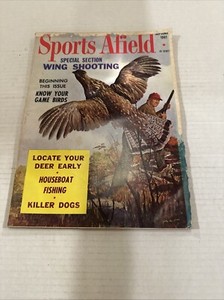 Sports Afield
SPECIAL SECTION
WING SHOOTING
BEGINNING
THIS ISSUE
KNOW YOUR
GAME BIRDS
LOCATE YOUR
DEER EARLY
•
HOUSEBOAT
FISHING
•
KILLER DOGS